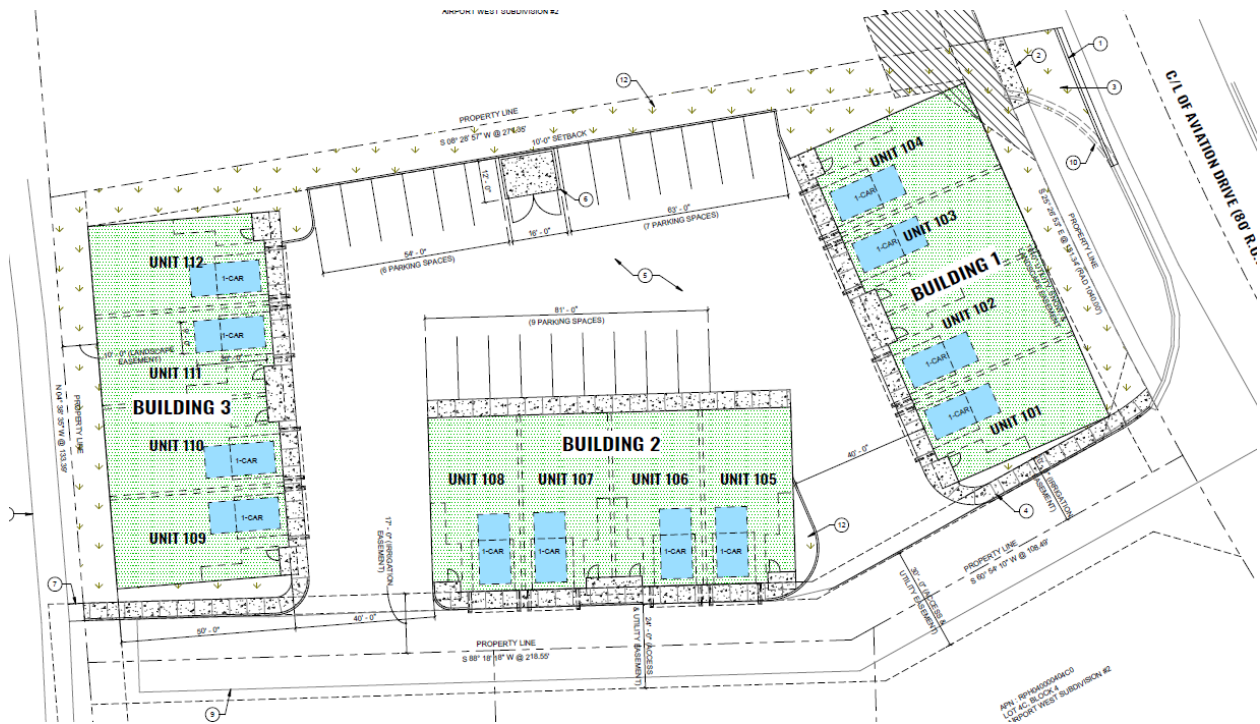 AIRPORT WEST SUBDIVISION #2
1
2
3
12
PROPERTY LINE
S 08° 28' 57" W @ 271.05'
10'-0" SETBACK
C/L OF AVIATION DRIVE (80' R.O.
10
12'- 0"
6
UNIT 104
1-CAR
UNIT 103
1-CAR
PROPERTY LINE
63' - 0"
(7 PARKING SPACES)
16' - 0"
54' - 0"
(6 PARKING SPACES)
5
BUILDING 1
UNIT 112
1-CAR
UNIT 102
1-CAR
81' - 0"
(9 PARKING SPACES)
1-CAR
10' - 0" (LANDSCAPE
EASEMENT)
UNIT 111
BUILDING 3
1-CAR
UNIT 101
N 04° 36' 35" W @ 133.39'
PROPERTY LINE
BUILDING 2
UNIT 110
1-CAR
40' - 0"
UNIT 108
UNIT 107
UNIT 106
UNIT 105
(IRRIGATION
EASEMENT)
4
1-CAR
UNIT 109
17'- 0" (IRRIGATION
EASEMENT)
1-CAR
1-CAR
1-CAR
1-CAR
12
PROPERTY LINE
S 60° 54' 10" W @ 108.49'
30' - 0" (ACCESS &
UTILITY EASEMENT)
7
50' - 0"
40' - 0"
24' - 0" (ACCESS
& UTILITY EASEMENT)
PROPERTY LINE
S 88° 18' 18" W @ 218.55'
9
APN : RPH040000404C0
LOT 4C, BLOCK 4
AIRPORT WEST SUBDIVISION #2